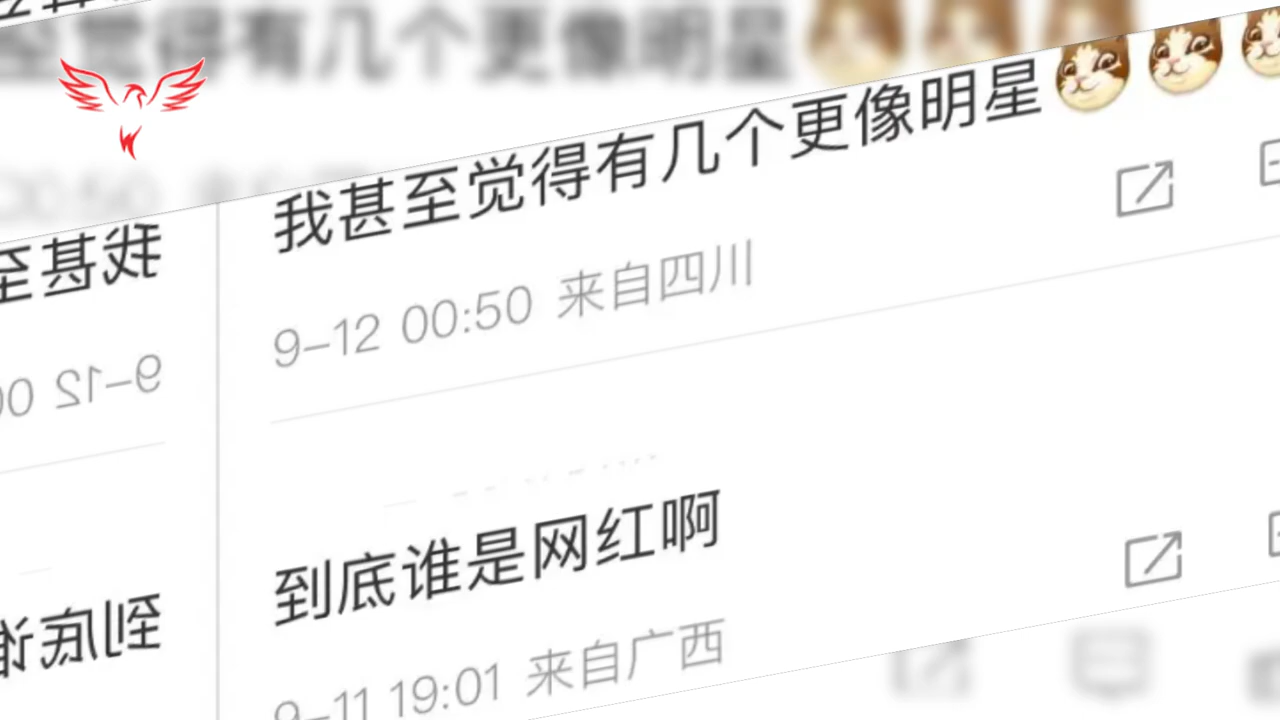 我甚至觉得有几个更像明星
9-12 00:50 来自四川
到底谁是网红啊
9-11 19:01 来自广西